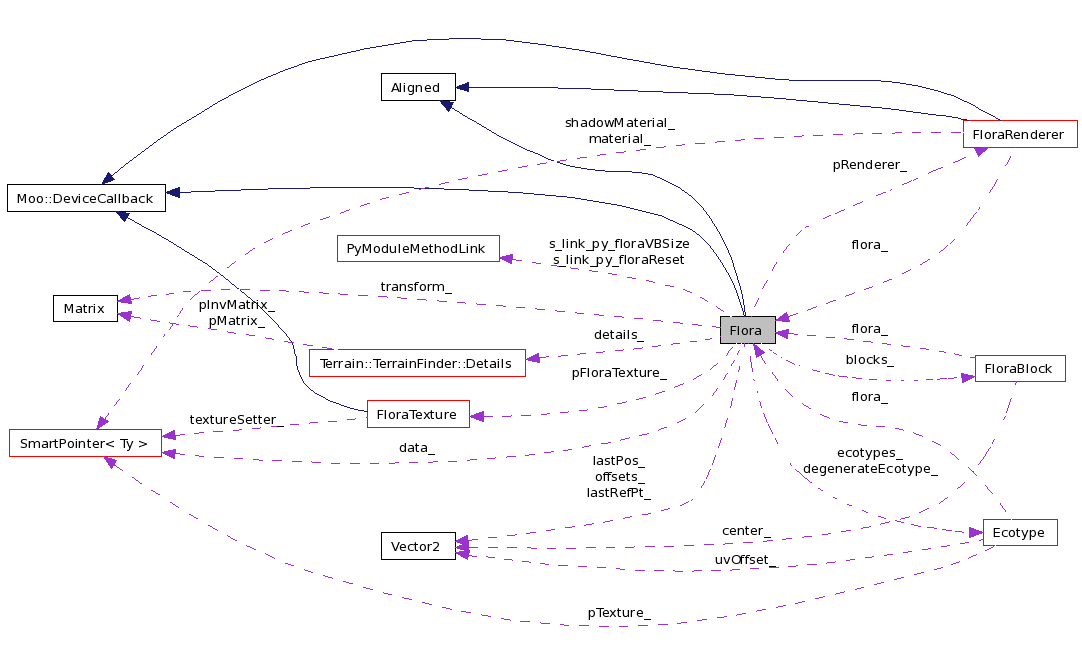 Aligned
shadowMaterial_
material_
FloraRenderer
pRenderer_
Moo::DeviceCallback
PyModuleMethodLink
s_link_py_floraVBSize
s_link_py_floraReset
flora_
transform_
Matrix
pInvMatrix_
pMatrix_
Flora
flora_
details_
Terrain::TerrainFinder::Details
blocks_
FloraBlock
pFloraTexture_
flora_
FloraTexture
textureSetter_
SmartPointer< Ty >
data_
ecotypes_
degenerateEcotype_
lastPos_
offsets_
lastRefPt_
center_
Ecotype
Vector2
uvOffset_
pTexture_